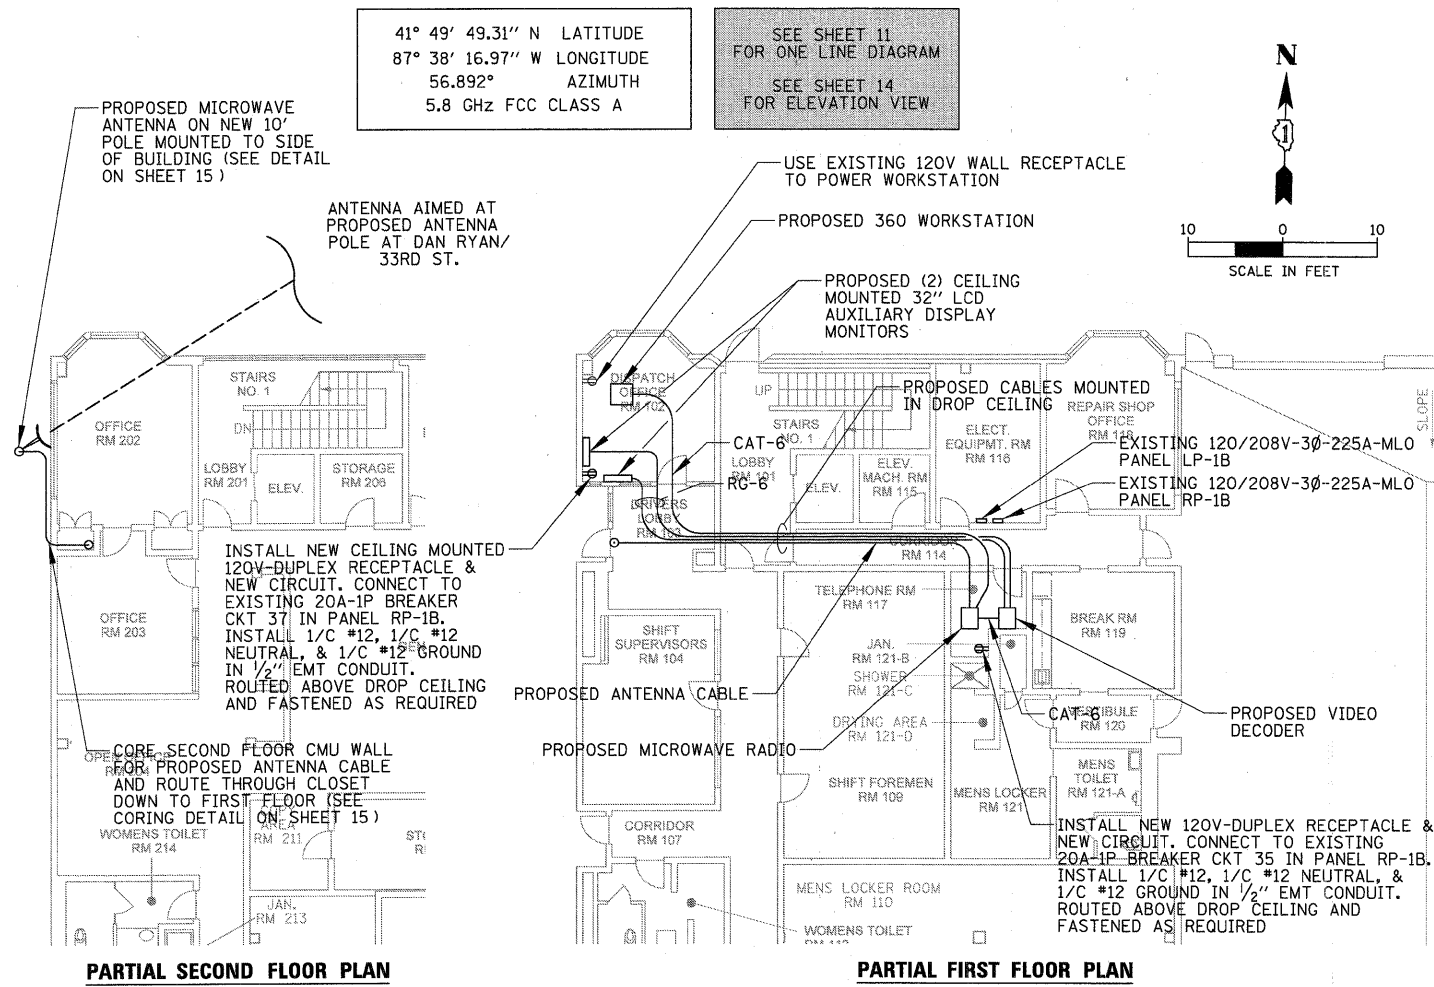 41° 49' 49.31" N LATITUDE
87° 38' 16.97" W LONGITUDE
56.892° AZIMUTH
5.8 GHz FCC CLASS A
SEE SHEET 11
FOR ONE LINE DIAGRAM
SEE SHEET 14
FOR ELEVATION VIEW
N
1
10 0 10
SCALE IN FEET
PROPOSED MICROWAVE
ANTENNA ON NEW 10'
POLE MOUNTED TO SIDE
OF BUILDING (SEE DETAIL
ON SHEET 15)
ANTENNA AIMED AT
PROPOSED ANTENNA
POLE AT DAN RYAN/
33RD ST.
USE EXISTING 120V WALL RECEPTACLE
TO POWER WORKSTATION
PROPOSED 360 WORKSTATION
PROPOSED (2) CEILING
MOUNTED 32" LCD
AUXILIARY DISPLAY
MONITORS
STAIRS
NO. 1
DN
OFFICE
RM 202
LOBBY
RM 201
ELEV.
STORAGE
RM 206
OFFICE
RM 203
INSTALL NEW CEILING MOUNTED
120V-DUPLEX RECEPTACLE &
NEW CIRCUIT. CONNECT TO
EXISTING 20A-1P BREAKER
CKT 37 IN PANEL RP-1B.
INSTALL 1/C #12, 1/C #12
NEUTRAL, & 1/C #12 GROUND
IN 1/2" EMT CONDUIT.
ROUTED ABOVE DROP CEILING
AND FASTENED AS REQUIRED
OPEN OFFICE
RM 204
CORE SECOND FLOOR CMU WALL
FOR PROPOSED ANTENNA CABLE
AND ROUTE THROUGH CLOSET
DOWN TO FIRST FLOOR (SEE
CORING DETAIL ON SHEET 15)
AREA
RM 211
WOMENS TOILET
RM 214
JAN.
RM 213
PARTIAL SECOND FLOOR PLAN
DISPATCH
OFFICE
RM 102
UP
STAIRS
NO. 1
PROPOSED CABLES MOUNTED
IN DROP CEILING
REPAIR SHOP
OFFICE
RM 118
SLOPE
ELECT.
EQUIPMT. RM
RM 116
EXISTING 120/208V-3Ø-225A-MLO
PANEL LP-1B
EXISTING 120/208V-3Ø-225A-MLO
PANEL RP-1B
CAT-6
LOBBY
RM 101
RG-6
ELEV.
ELEV.
MACH. RM
RM 115
DRIVERS
LOBBY
RM 103
CORRIDOR
RM 114
TELEPHONE RM
RM 117
BREAK RM
RM 119
SHIFT
SUPERVISORS
RM 104
JAN.
RM 121-B
SHOWER
RM 121-C
PROPOSED ANTENNA CABLE
DRYING AREA
RM 121-D
CAT-6
VESTIBULE
RM 120
PROPOSED VIDEO
DECODER
PROPOSED MICROWAVE RADIO
MENS
TOILET
RM 121-A
SHIFT FOREMEN
RM 109
MENS LOCKER
RM 121
CORRIDOR
RM 107
INSTALL NEW 120V-DUPLEX RECEPTACLE &
NEW CIRCUIT. CONNECT TO EXISTING
20A-1P BREAKER CKT 35 IN PANEL RP-1B.
INSTALL 1/C #12, 1/C #12 NEUTRAL, &
1/C #12 GROUND IN 1/2" EMT CONDUIT.
ROUTED ABOVE DROP CEILING AND
FASTENED AS REQUIRED
MENS LOCKER ROOM
RM 110
WOMENS TOILET
PARTIAL FIRST FLOOR PLAN